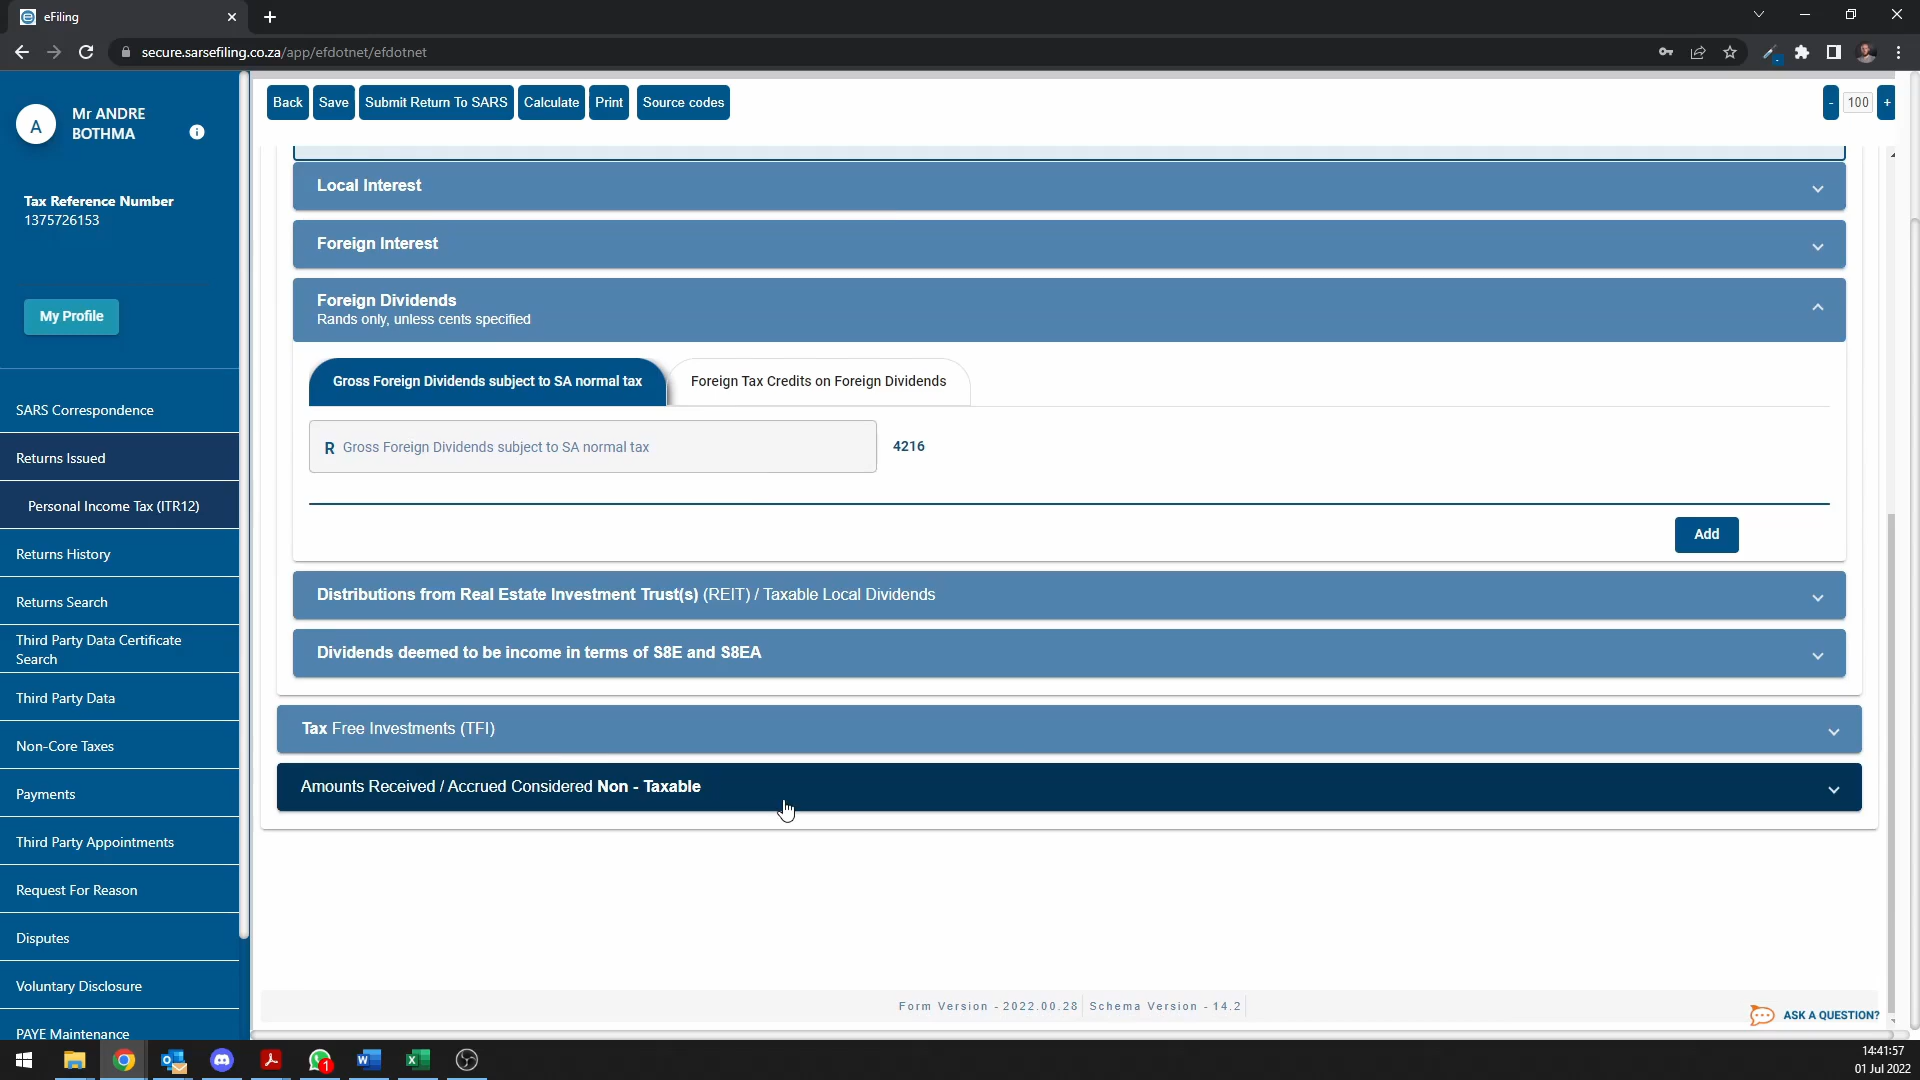 eFiling
secure.sarsefiling.co.za/app/efdotnet/efdotnet
A
Mr ANDRE
BOTHMA
Tax Reference Number
1375726153
My Profile
SARS Correspondence
Returns Issued
Personal Income Tax (ITR12)
Returns History
Returns Search
Third Party Data Certificate
Search
Third Party Data
Non-Core Taxes
Payments
Third Party Appointments
Request For Reason
Disputes
Voluntary Disclosure
PAYE Maintenance
Back
Save
Submit Return To SARS
Calculate
Print
Source codes
- 100 +
Local Interest
Foreign Interest
Foreign Dividends
Rands only, unless cents specified
Gross Foreign Dividends subject to SA normal tax
Foreign Tax Credits on Foreign Dividends
R Gross Foreign Dividends subject to SA normal tax
4216
Add
Distributions from Real Estate Investment Trust(s) (REIT) / Taxable Local Dividends
Dividends deemed to be income in terms of S8E and S8EA
Tax Free Investments (TFI)
Amounts Received / Accrued Considered Non - Taxable
Form Version - 2022.00.28 Schema Version - 14.2
ASK A QUESTION?
1
14:41:57
01 Jul 2022